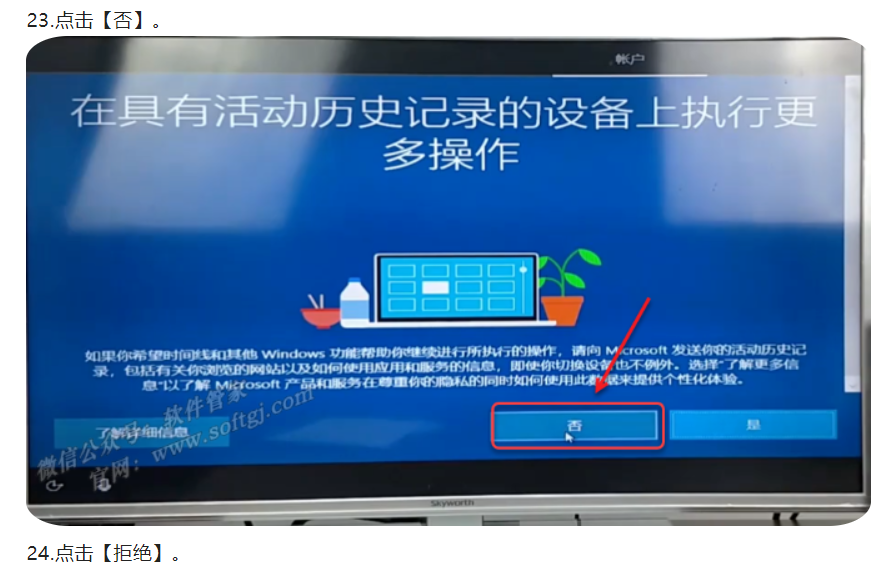 23.点击【否】。
帐户
在具有活动历史记录的设备上执行更
多操作
如果你希望时间线和其他 Windows 功能帮助你继续进行所执行的操作，请向 Microsoft 发送你的活动历史记
录，包括有关你浏览的网站以及如何使用应用和服务的信息，即使你切换设备也不例外。选择"了解更多信
息"以了解 Microsoft 产品和服务在尊重你的隐私的同时如何使用此数据来提供个性化体验。
了解详细信息
否
是
微信公众号：软件管家
官网：www.softgj.com
Skyworth
24.点击【拒绝】。